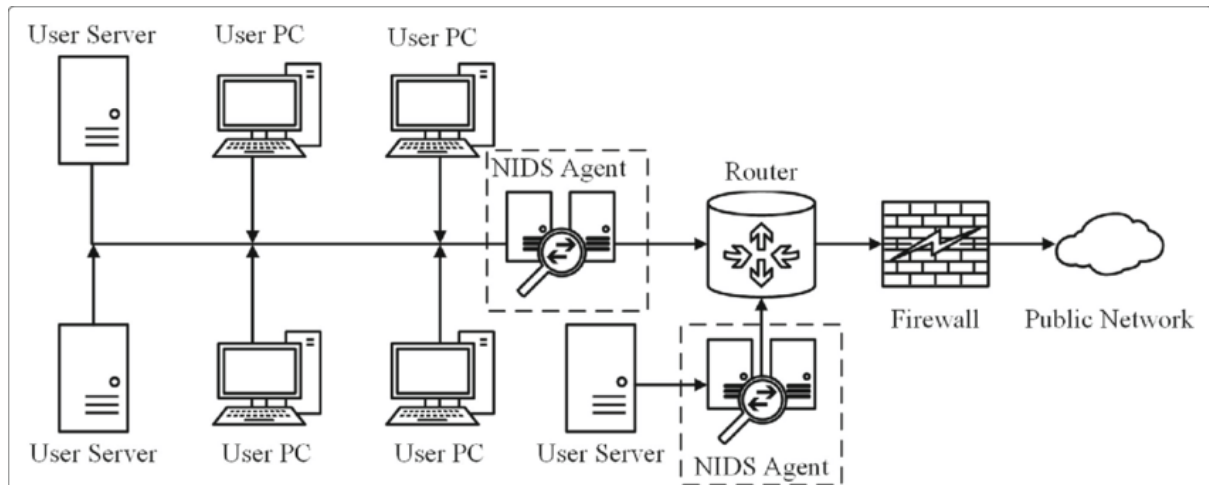 User Server
User PC
User PC
NIDS Agent
Router
Firewall
Public Network
User Server
User PC
User PC
User Server
NIDS Agent